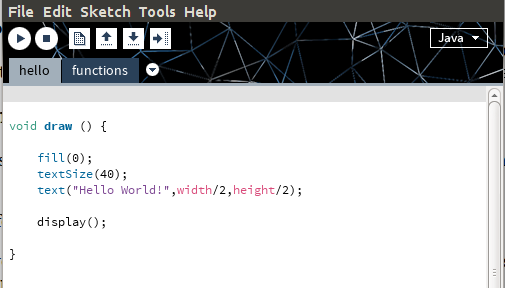 File Edit Sketch Tools Help
Java
hello functions
void draw () {
fill(0);
textSize(40);
text("Hello World!",width/2,height/2);
display();
}